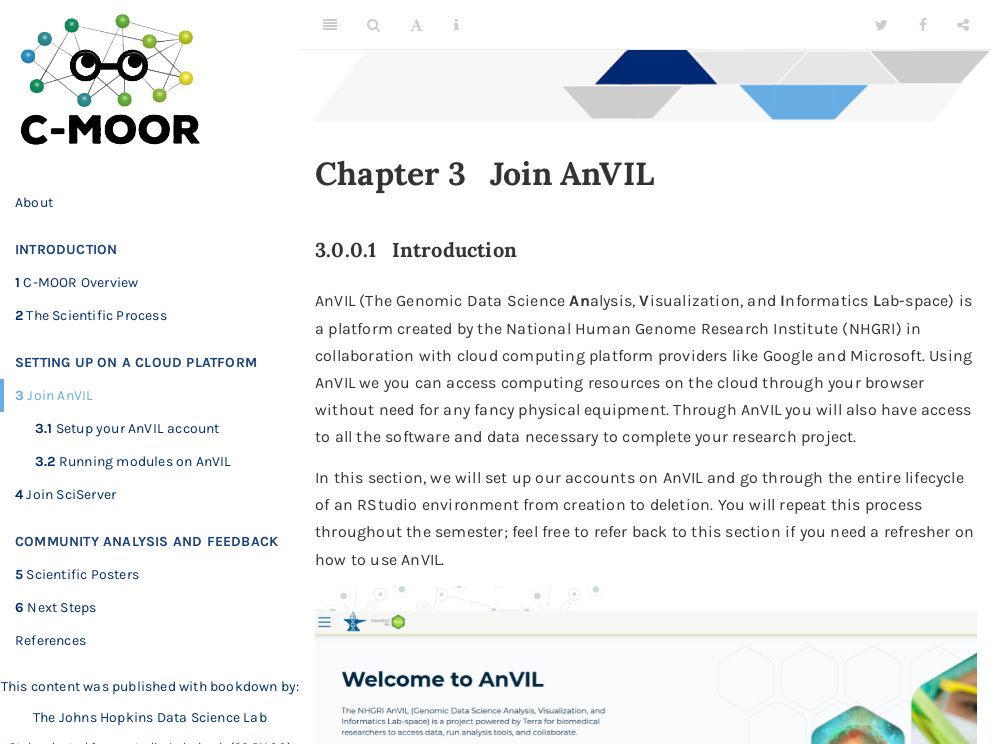 C-MOOR
About
INTRODUCTION
1 C-MOOR Overview
2 The Scientific Process
SETTING UP ON A CLOUD PLATFORM
3 Join AnVIL
3.1 Setup your AnVIL account
3.2 Running modules on AnVIL
4 Join SciServer
COMMUNITY ANALYSIS AND FEEDBACK
5 Scientific Posters
6 Next Steps
References
This content was published with bookdown by:
The Johns Hopkins Data Science Lab
A
i
Chapter 3 Join AnVIL
3.0.0.1 Introduction
AnVIL (The Genomic Data Science Analysis, Visualization, and Informatics Lab-space) is
a platform created by the National Human Genome Research Institute (NHGRI) in
collaboration with cloud computing platform providers like Google and Microsoft. Using
AnVIL we you can access computing resources on the cloud through your browser
without need for any fancy physical equipment. Through AnVIL you will also have access
to all the software and data necessary to complete your research project.
In this section, we will set up our accounts on AnVIL and go through the entire lifecycle
of an RStudio environment from creation to deletion. You will repeat this process
throughout the semester; feel free to refer back to this section if you need a refresher on
how to use AnVIL.
Welcome to AnVIL
The NHGRI AnVIL (Genomic Data Science Analysis, Visualization, and
Informatics Lab-space) is a project powered by Terra for biomedical
researchers to access data, run analysis tools, and collaborate.